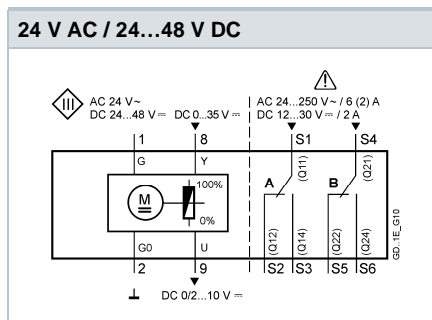 24 V AC / 24...48 V DC
III AC 24 V~
DC 24...48 V ⎓ DC 0...35 V ⎓
AC 24...250 V~ / 6 (2) A
DC 12...30 V ⎓ / 2 A
1 8 S1 S4
G Y (Q11) (Q21)
A B
M 100%
0%
G0 U (Q12) (Q14) (Q22) (Q24)
2 9 S2 S3 S5 S6
DC 0/2...10 V ⎓
GD..1E_G10